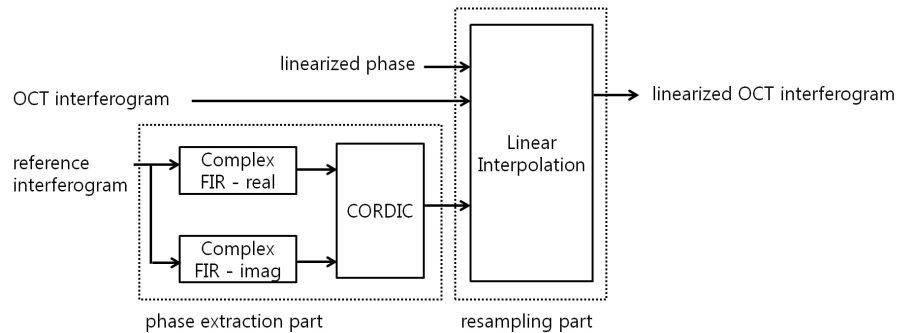 linearized phase
OCT interferogram
linearized OCT interferogram
reference
interferogram
Complex
FIR - real
Complex
FIR - imag
CORDIC
Linear
Interpolation
phase extraction part
resampling part